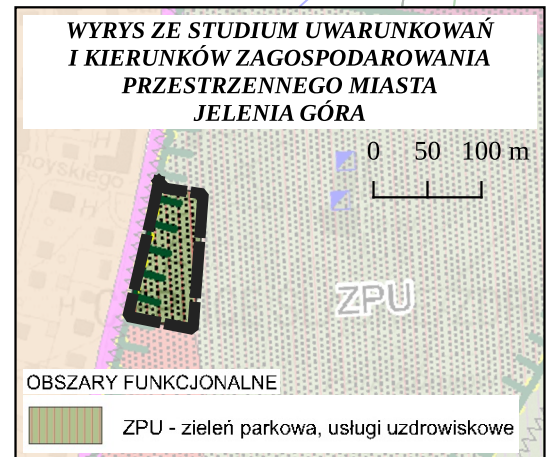 WYRYS ZE STUDIUM UWARUNKOWAŃ
I KIERUNKÓW ZAGOSPODAROWANIA
PRZESTRZENNEGO MIASTA
JELENIA GÓRA
0 50 100 m
moyskiego
ZPU
H
OBSZARY FUNKCJONALNE
ZPU - zieleń parkowa, usługi uzdrowiskowe